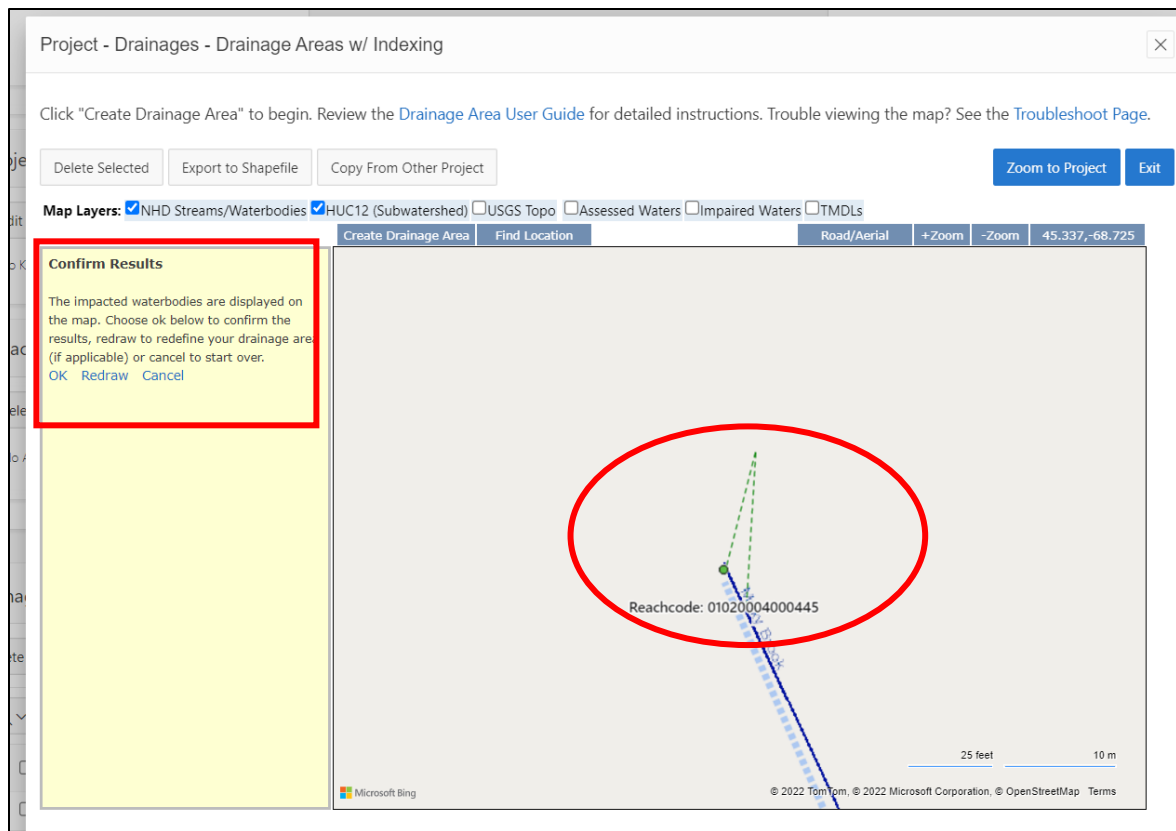 Project - Drainages - Drainage Areas w/ Indexing
Click "Create Drainage Area" to begin. Review the Drainage Area User Guide for detailed instructions. Trouble viewing the map? See the Troubleshoot Page.
Delete Selected Export to Shapefile Copy From Other Project Zoom to Project Exit
Map Layers: NHD Streams/Waterbodies HUC12 (Subwatershed) USGS Topo Assessed Waters Impaired Waters TMDLs
Create Drainage Area Find Location Road/Aerial +Zoom -Zoom 45.337,-68.725
Confirm Results
The impacted waterbodies are displayed on
the map. Choose ok below to confirm the
results, redraw to redefine your drainage are
(if applicable) or cancel to start over.
OK Redraw Cancel
Reachcode: 01020004000445
Brook
25 feet 10 m
Microsoft Bing
© 2022 TomTom, © 2022 Microsoft Corporation, © OpenStreetMap Terms